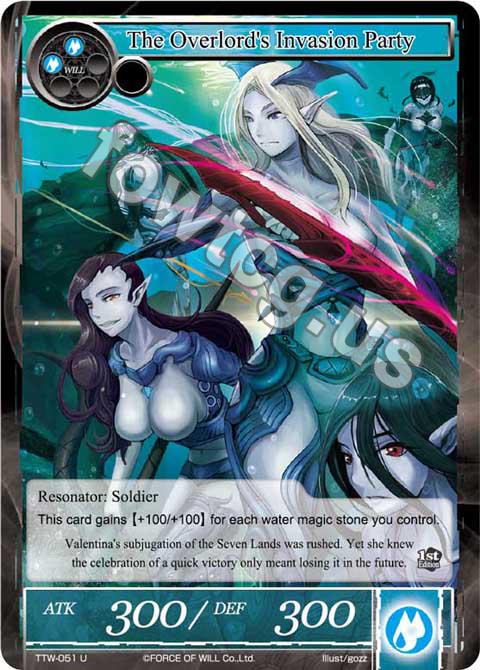 The Overlord's Invasion Party
WILL
fowtcg.us
Resonator: Soldier
This card gains【+100/+100】for each water magic stone you control.
Valentina's subjugation of the Seven Lands was rushed. Yet she knew
the celebration of a quick victory only meant losing it in the future.
1st
Edition
ATK 300/ DEF 300
TTW-051 U ©FORCE OF WILL Co.,Ltd. Illust/gozz